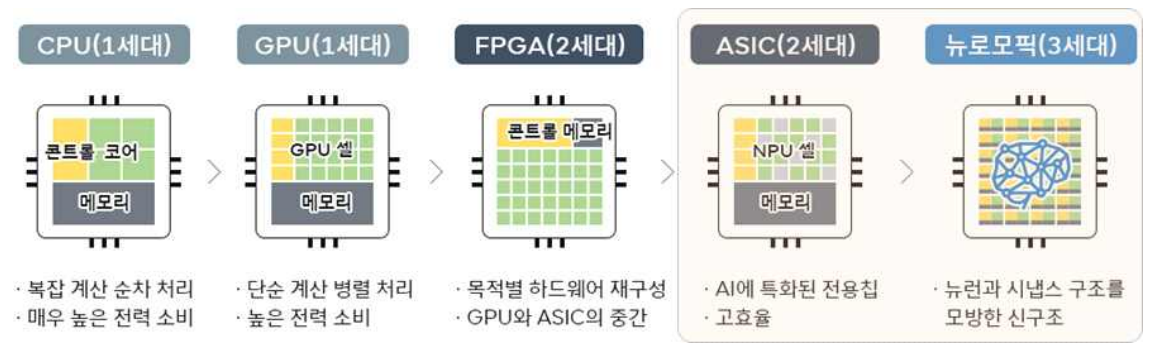 CPU(1세대)
콘트롤 코어
메모리
· 복잡 계산 순차 처리
· 매우 높은 전력 소비
GPU(1세대)
GPU 셀
메모리
· 단순 계산 병렬 처리
· 높은 전력 소비
FPGA(2세대)
콘트롤 메모리
· 목적별 하드웨어 재구성
· GPU와 ASIC의 중간
ASIC(2세대)
NPU 셀
메모리
· AI에 특화된 전용칩
· 고효율
뉴로모픽(3세대)
· 뉴런과 시냅스 구조를
모방한 신구조